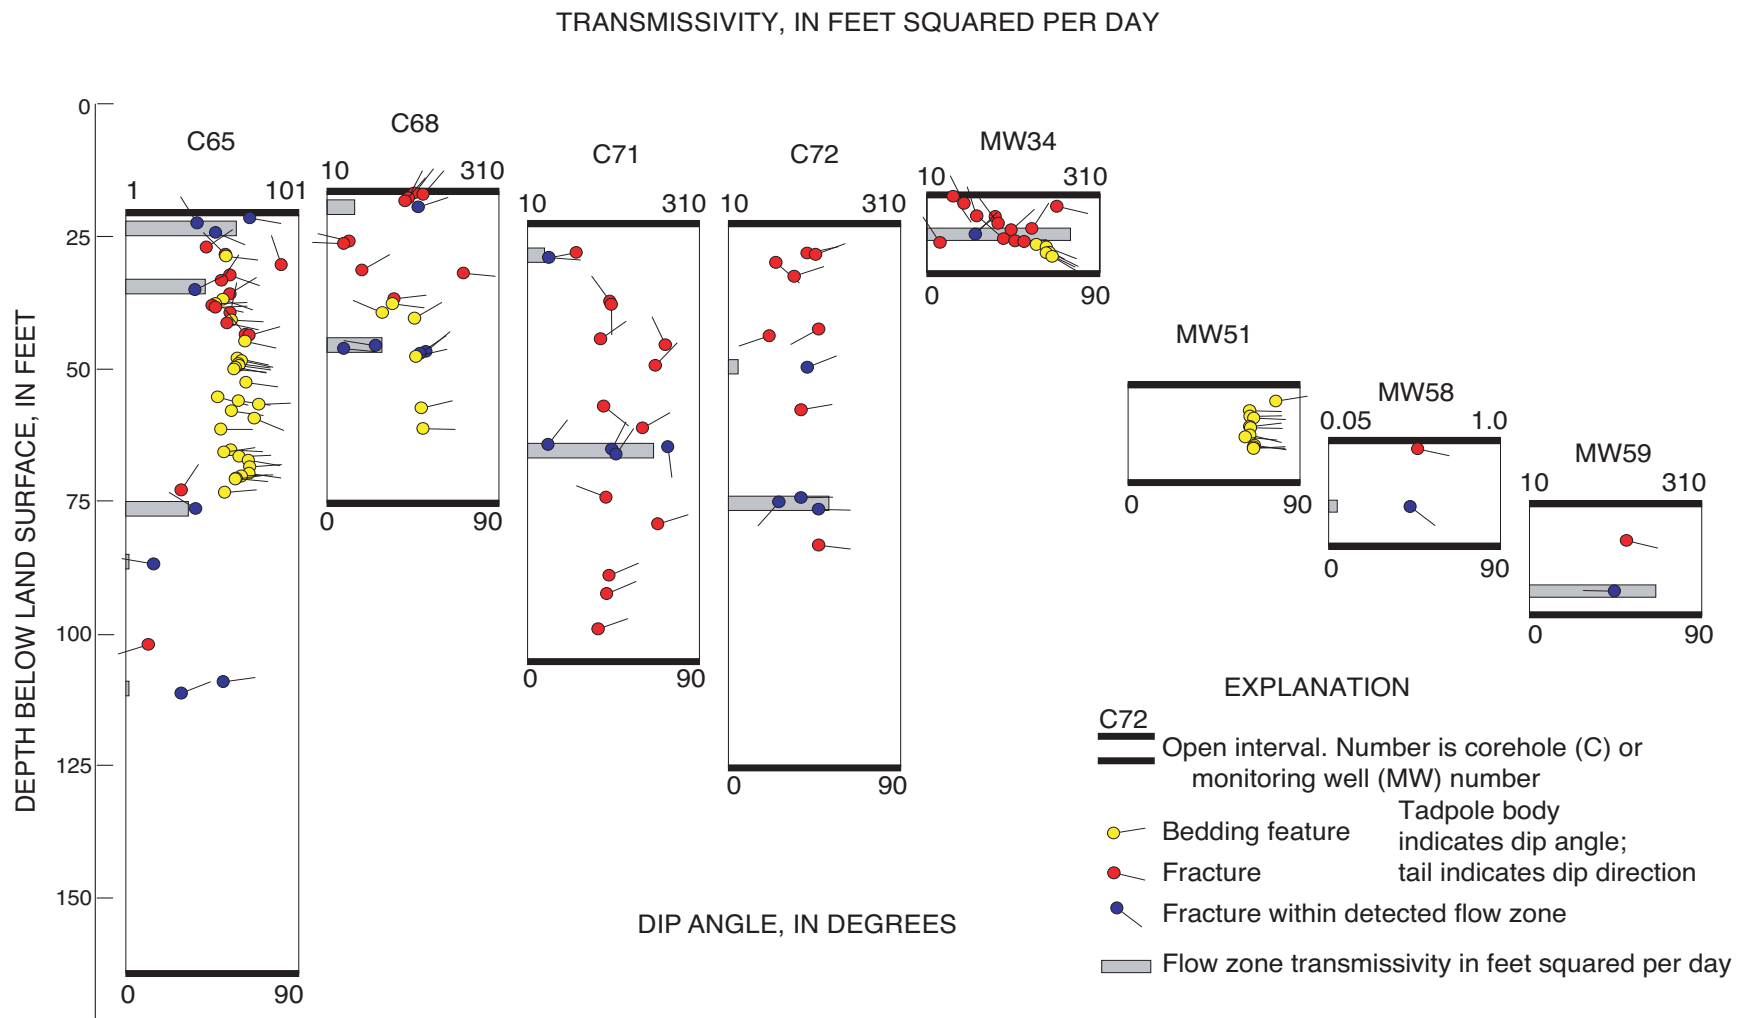 TRANSMISSIVITY, IN FEET SQUARED PER DAY
DEPTH BELOW LAND SURFACE, IN FEET
0
25
50
75
100
125
150
C65
1 101
0 90
C68
10 310
0 90
C71
10 310
0 90
C72
10 310
0 90
MW34
10 310
0 90
MW51
0 90
MW58
0.05 1.0
0 90
MW59
10 310
0 90
DIP ANGLE, IN DEGREES
EXPLANATION
C72
Open interval. Number is corehole (C) or
monitoring well (MW) number
Bedding feature
Fracture
Tadpole body
indicates dip angle;
tail indicates dip direction
Fracture within detected flow zone
Flow zone transmissivity in feet squared per day